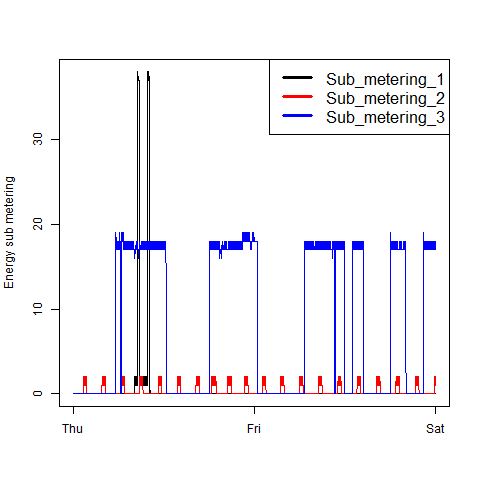 Sub_metering_1
Sub_metering_2
Sub_metering_3
Energy sub metering
30
20
10
0
Thu Fri Sat